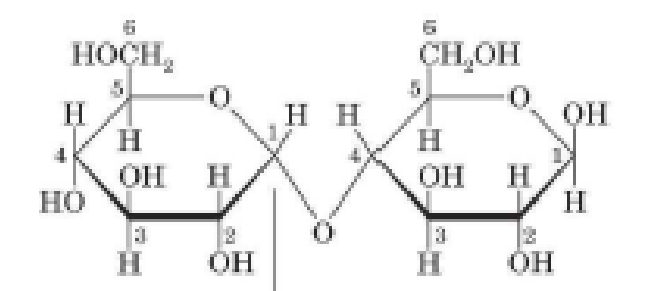 6 6
HOCH₂ CH₂OH
5 O 5 O
H H H H H OH
4 1 4 1
OH H OH H
HO H
O
3 2 3 2
H OH H OH